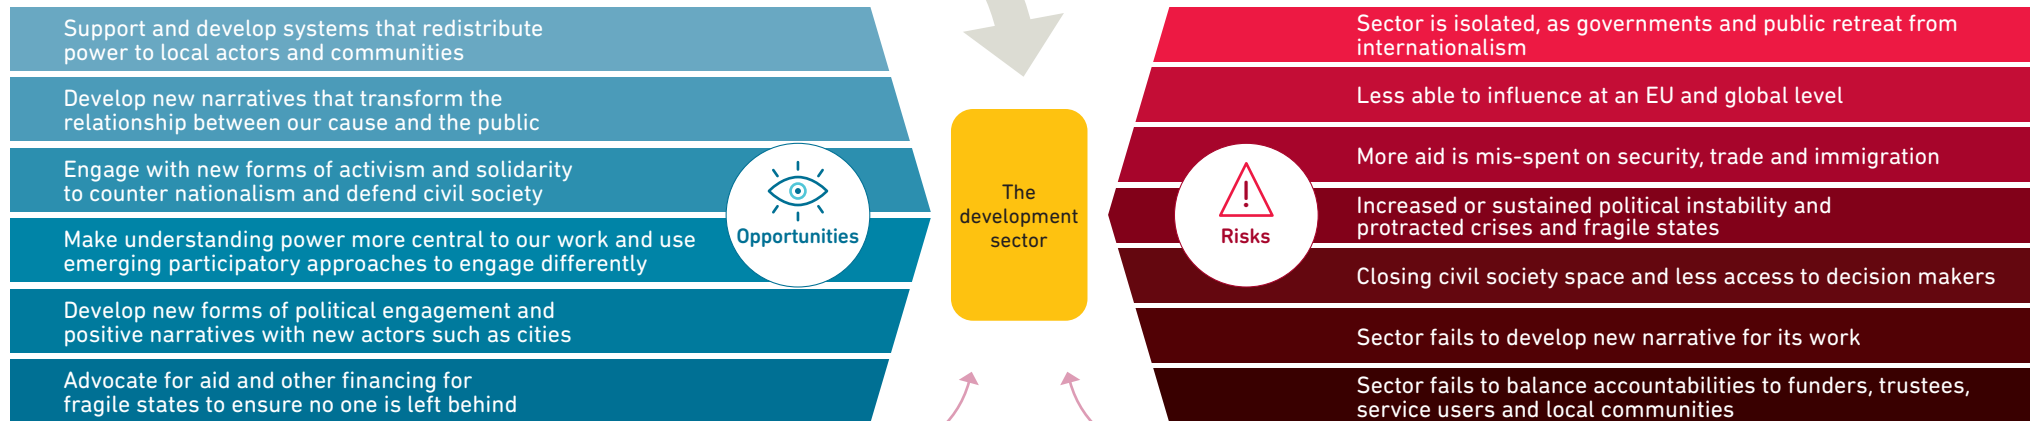 Support and develop systems that redistribute
power to local actors and communities
Develop new narratives that transform the
relationship between our cause and the public
Engage with new forms of activism and solidarity
to counter nationalism and defend civil society
Make understanding power more central to our work and use
emerging participatory approaches to engage differently
Develop new forms of political engagement and
positive narratives with new actors such as cities
Advocate for aid and other financing for
fragile states to ensure no one is left behind
Opportunities
The
development
sector
Risks
Sector is isolated, as governments and public retreat from
internationalism
Less able to influence at an EU and global level
More aid is mis-spent on security, trade and immigration
Increased or sustained political instability and
protracted crises and fragile states
Closing civil society space and less access to decision makers
Sector fails to develop new narrative for its work
Sector fails to balance accountabilities to funders, trustees,
service users and local communities